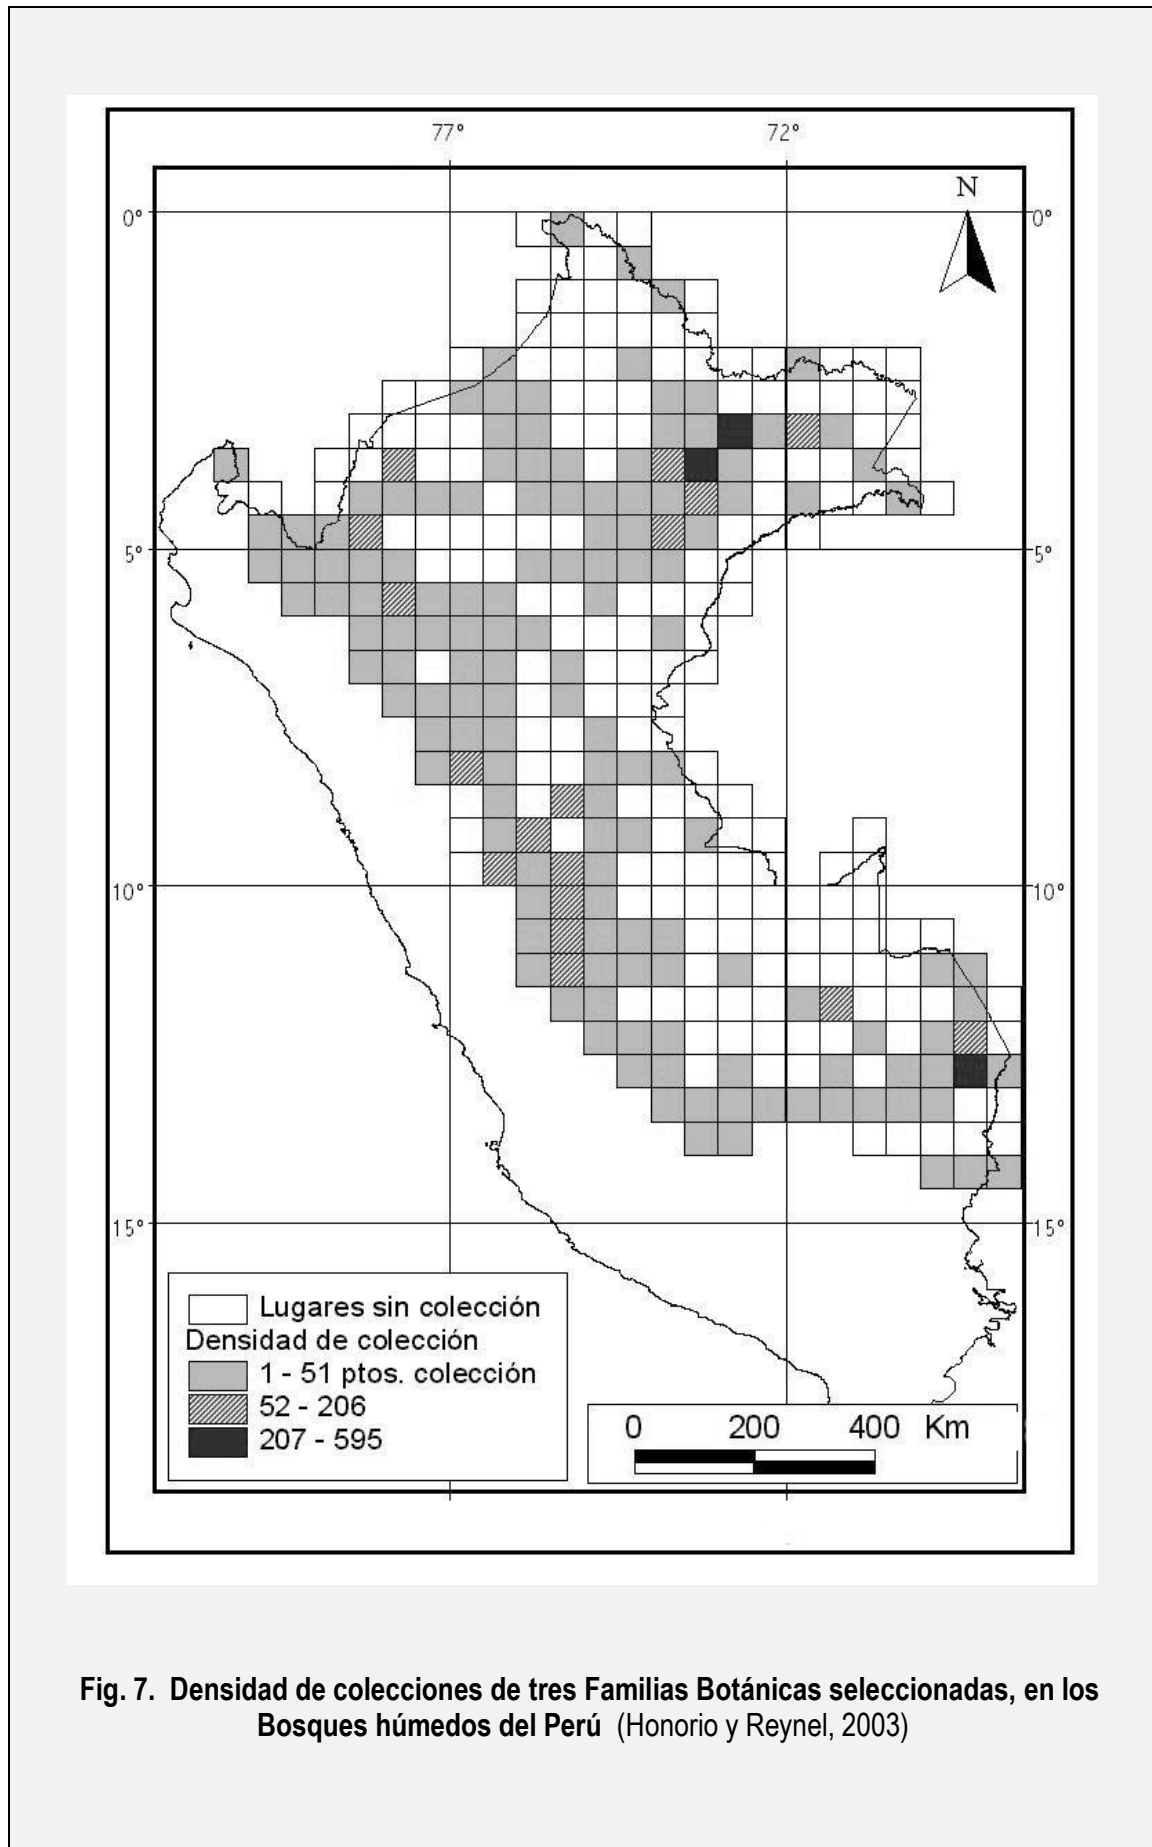 77° 72°
N
0° 0°
5° 5°
10° 10°
15° 15°
Lugares sin colección
Densidad de colección
1 - 51 ptos. colección
52 - 206
207 - 595
0 200 400 Km
Fig. 7. Densidad de colecciones de tres Familias Botánicas seleccionadas, en los
Bosques húmedos del Perú (Honorio y Reynel, 2003)